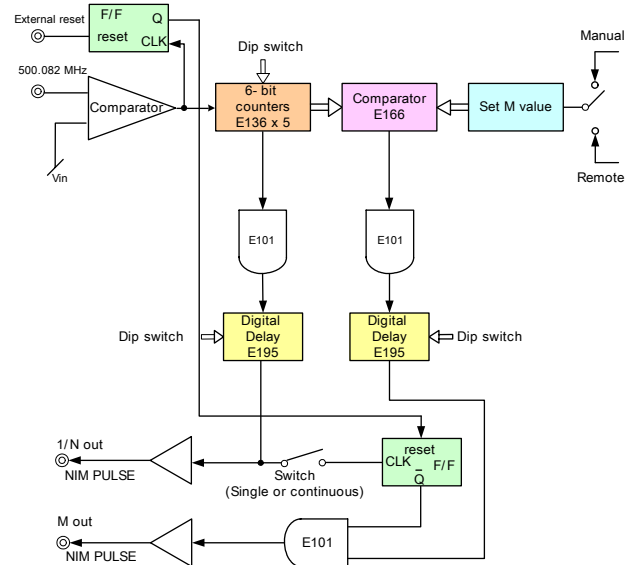 External reset
F/F Q
reset
CLK
500.082 MHz
Comparator
Vin
Dip switch
6- bit
counters
E136 x 5
Comparator
E166
Set M value
Manual
Remote
E101
E101
Dip switch
Digital
Delay
E195
Digital
Delay
E195
Dip switch
1/N out
NIM PULSE
Switch
(Single or continuous)
reset
CLK F/F
Q
M out
NIM PULSE
E101